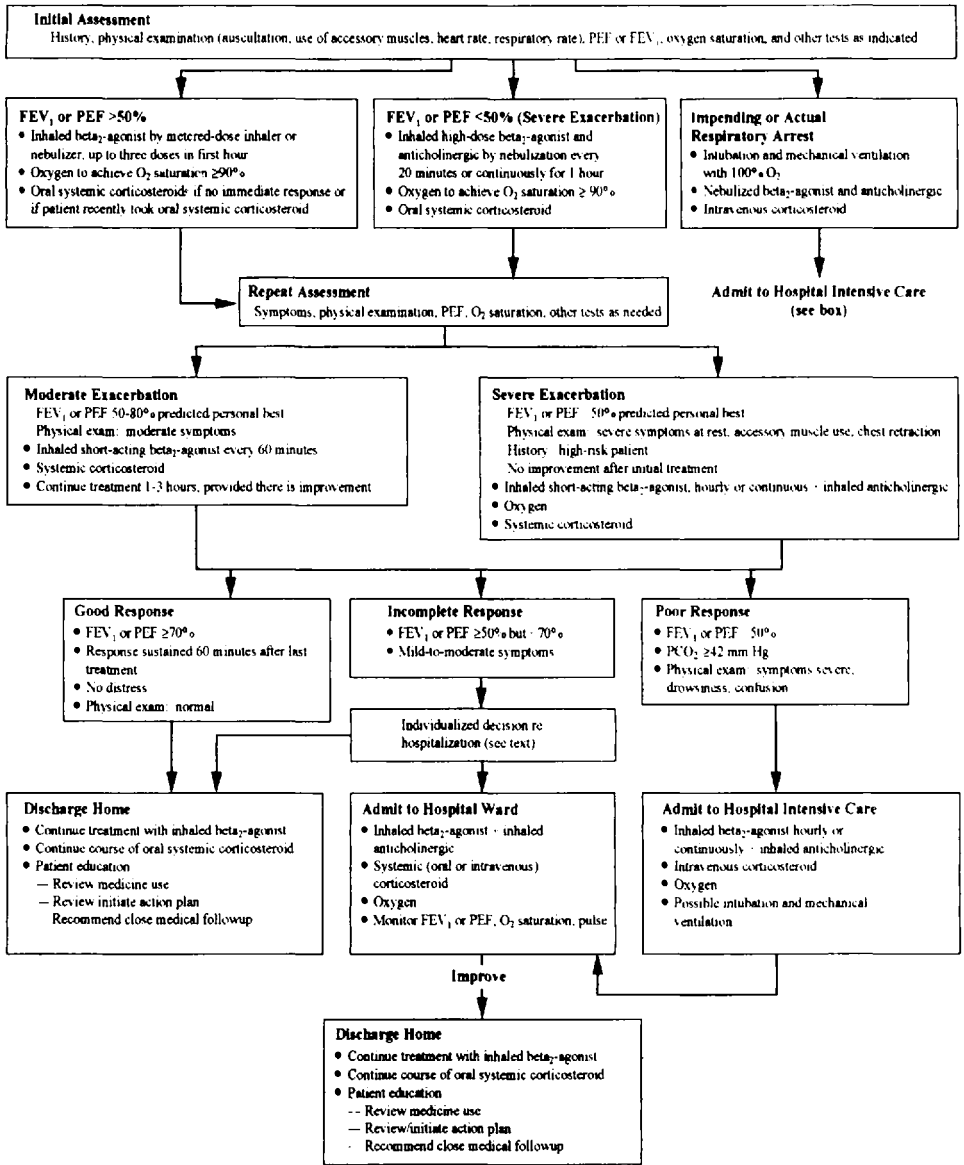 Initial Assessment
History, physical examination (auscultation, use of accessory muscles, heart rate, respiratory rate), PEF or FEV₁, oxygen saturation, and other tests as indicated
FEV₁ or PEF >50%
• Inhaled beta₂-agonist by metered-dose inhaler or
nebulizer, up to three doses in first hour
• Oxygen to achieve O₂ saturation ≥90%
• Oral systemic corticosteroids if no immediate response or
if patient recently took oral systemic corticosteroid
FEV₁ or PEF <50% (Severe Exacerbation)
• Inhaled high-dose beta₂-agonist and
anticholinergic by nebulization every
20 minutes or continuously for 1 hour
• Oxygen to achieve O₂ saturation ≥ 90%
• Oral systemic corticosteroid
Impending or Actual
Respiratory Arrest
• Intubation and mechanical ventilation
with 100% O₂
• Nebulized beta₂-agonist and anticholinergic
• Intravenous corticosteroid
Repeat Assessment
Symptoms, physical examination, PEF, O₂ saturation, other tests as needed
Admit to Hospital Intensive Care
(see box)
Moderate Exacerbation
FEV₁ or PEF 50-80% predicted personal best
Physical exam: moderate symptoms
• Inhaled short-acting beta₂-agonist every 60 minutes
• Systemic corticosteroid
• Continue treatment 1-3 hours, provided there is improvement
Severe Exacerbation
FEV₁ or PEF 50% predicted personal best
Physical exam: severe symptoms at rest, accessory muscle use, chest retraction
History high-risk patient
No improvement after initial treatment
• Inhaled short-acting beta₂-agonist, hourly or continuous · inhaled anticholinergic
• Oxygen
• Systemic corticosteroid
Good Response
• FEV₁ or PEF ≥70%
• Response sustained 60 minutes after last
treatment
• No distress
• Physical exam: normal
Incomplete Response
• FEV₁ or PEF ≥50% but · 70%
• Mild-to-moderate symptoms
Poor Response
• FEV₁ or PEF 50%
• PCO₂ ≥42 mm Hg
• Physical exam symptoms severe,
drowsiness, confusion
Individualized decision re
hospitalization (see text)
Discharge Home
• Continue treatment with inhaled beta₂-agonist
• Continue course of oral systemic corticosteroid
• Patient education
— Review medicine use
— Review initiate action plan
Recommend close medical followup
Admit to Hospital Ward
• Inhaled beta₂-agonist · inhaled
anticholinergic
• Systemic (oral or intravenous)
corticosteroid
• Oxygen
• Monitor FEV₁ or PEF, O₂ saturation, pulse
Admit to Hospital Intensive Care
• Inhaled beta₂-agonist hourly or
continuously · inhaled anticholinergic
• Intravenous corticosteroid
• Oxygen
• Possible intubation and mechanical
ventilation
Improve
Discharge Home
• Continue treatment with inhaled beta₂-agonist
• Continue course of oral systemic corticosteroid
• Patient education
-- Review medicine use
— Review/initiate action plan
· Recommend close medical followup